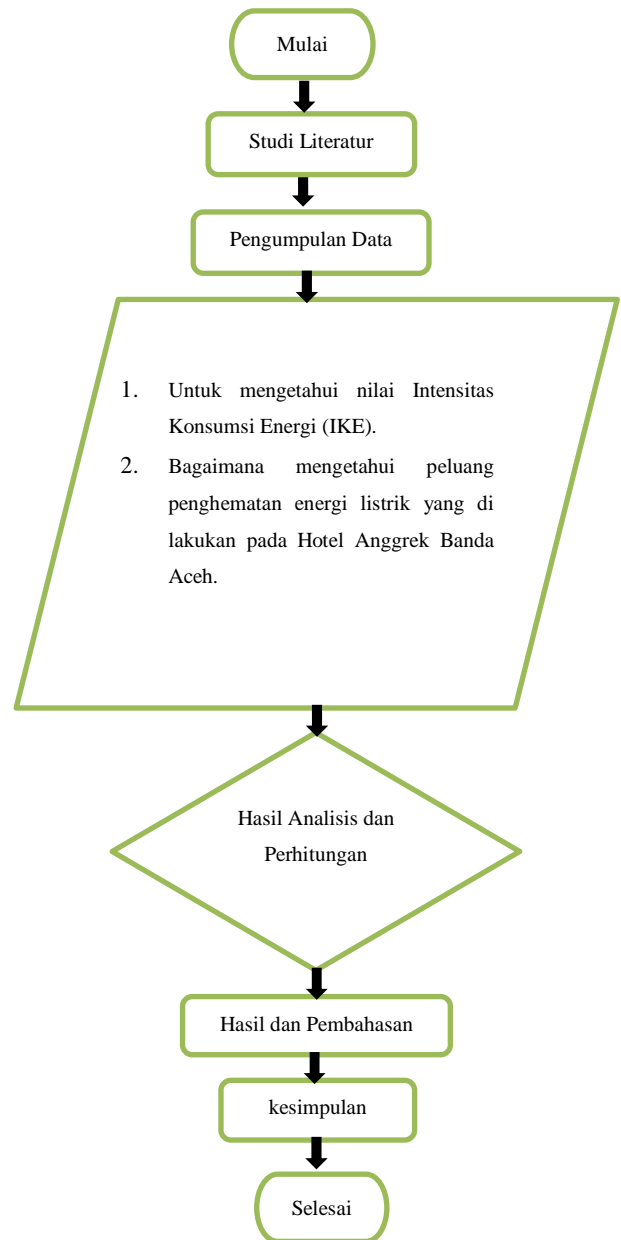 Mulai
Studi Literatur
Pengumpulan Data
1. Untuk mengetahui nilai Intensitas
Konsumsi Energi (IKE).
2. Bagaimana mengetahui peluang
penghematan energi listrik yang di
lakukan pada Hotel Anggrek Banda
Aceh.
Hasil Analisis dan
Perhitungan
Hasil dan Pembahasan
kesimpulan
Selesai